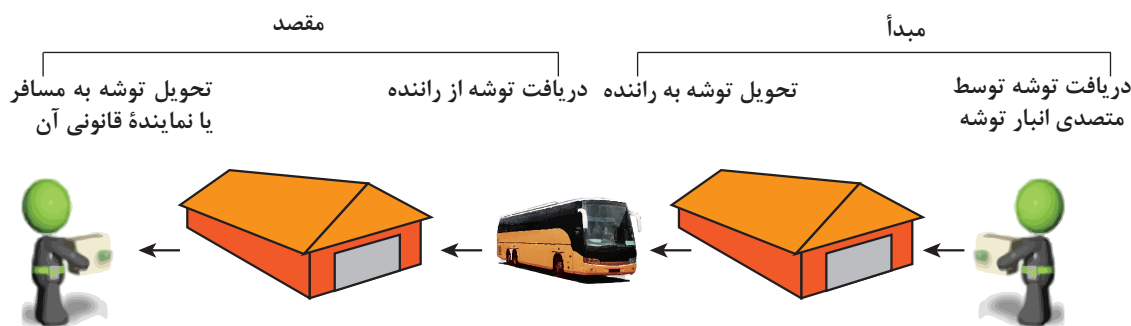 مبدأ
مقصد
دریافت توشه توسط
متصدی انبار توشه
تحویل توشه به راننده
دریافت توشه از راننده
تحویل توشه به مسافر
یا نمایندهٔ قانونی آن